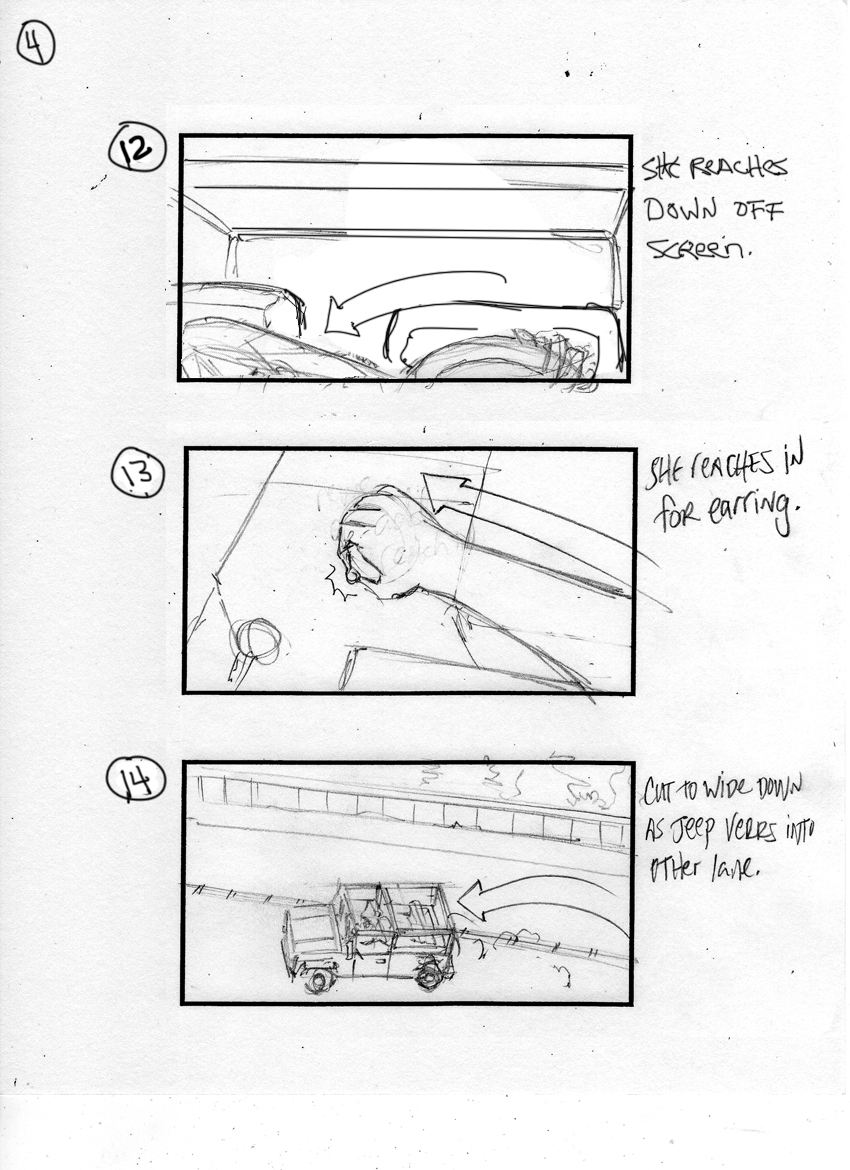 4
12
SHE REACHES
DOWN OFF
SCREEN.
13
SHE REACHES IN
FOR earring.
14
CUT TO WIDE DOWN
AS JEEP VERRS INTO
OTHER lane.